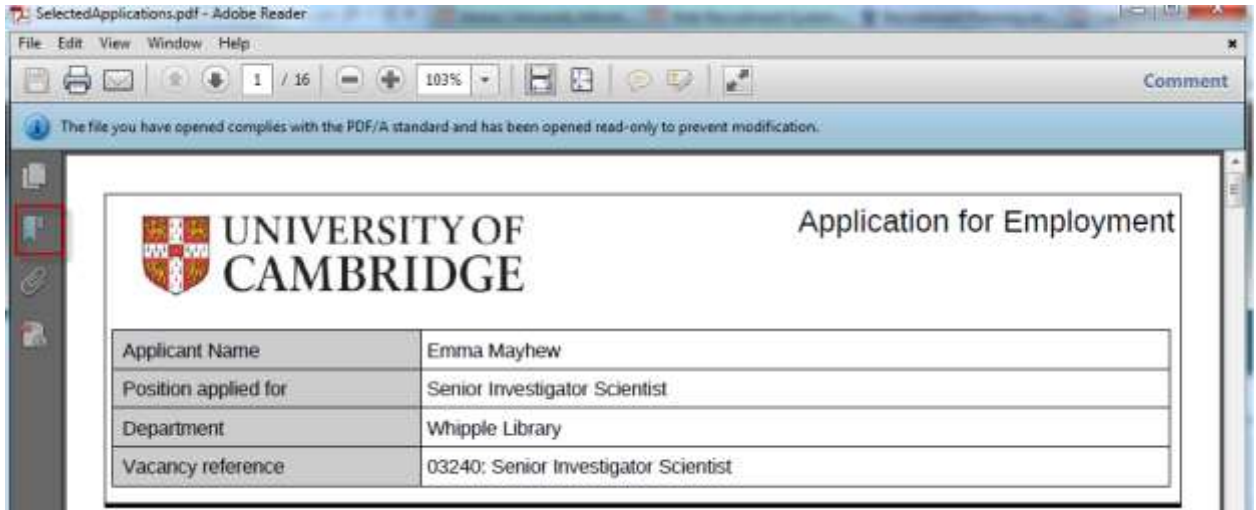 SelectedApplications.pdf - Adobe Reader
File Edit View Window Help
1 / 16 103% Comment
The file you have opened complies with the PDF/A standard and has been opened read-only to prevent modification.
UNIVERSITY OF
CAMBRIDGE
Application for Employment
Applicant Name Emma Mayhew
Position applied for Senior Investigator Scientist
Department Whipple Library
Vacancy reference 03240: Senior Investigator Scientist